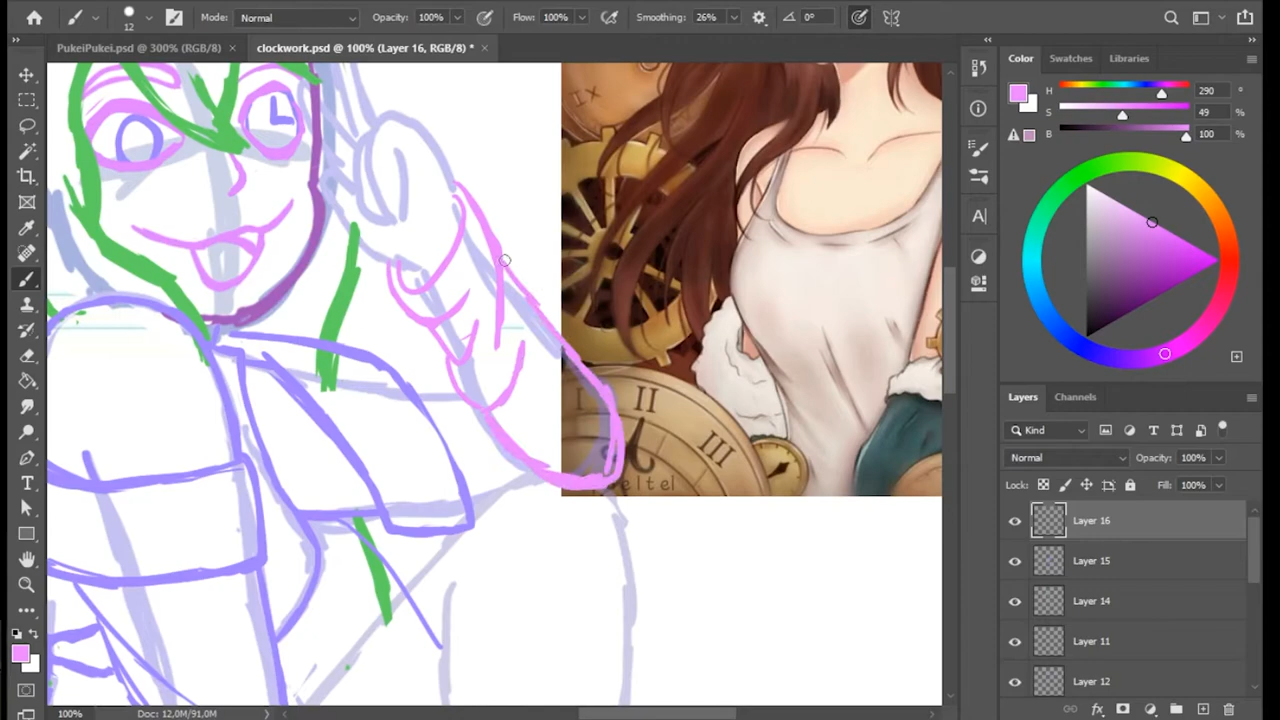 12 Mode: Normal Opacity: 100% Flow: 100% Smoothing: 26% 0°
PukeiPukei.psd @ 300% (RGB/8) × clockwork.psd @ 100% (Layer 16, RGB/8) * ×
Color Swatches Libraries
H 290 °
S 49 %
B 100 %
IX
I II III
Layers Channels
Kind
Normal Opacity: 100%
Lock: Fill: 100%
Layer 16
Layer 15
Layer 14
Layer 11
Layer 12
100% Doc: 12,0M/91,0M